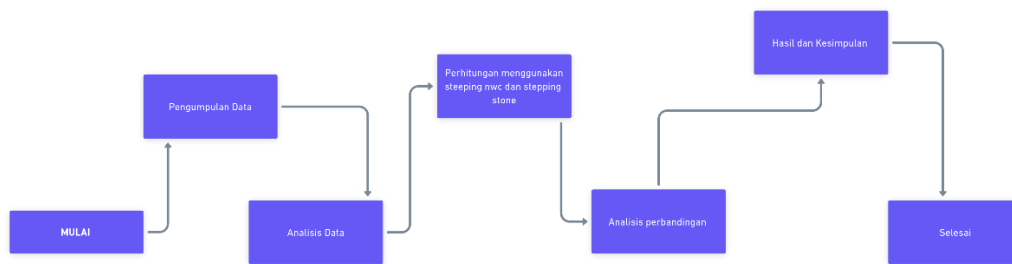 MULAI
Pengumpulan Data
Analisis Data
Perhitungan menggunakan
steeping nwc dan stepping
stone
Analisis perbandingan
Hasil dan Kesimpulan
Selesai